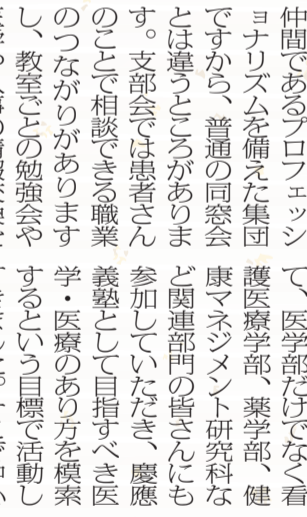 仲間であるプロフェッシ
ョナリズムを備えた集団
ですから、普通の同窓会
とは違うところがありま
す。支部会では患者さん
のことで相談できる職業
のつながりがあります
し、教室ごとの勉強会や
て、医学部だけでなく看
護医療学部、薬学部、健
康マネジメント研究科な
ど関連部門の皆さんにも
参加していただき、慶應
義塾として目指すべき医
学・医療のあり方を模索
するという目標で活動し